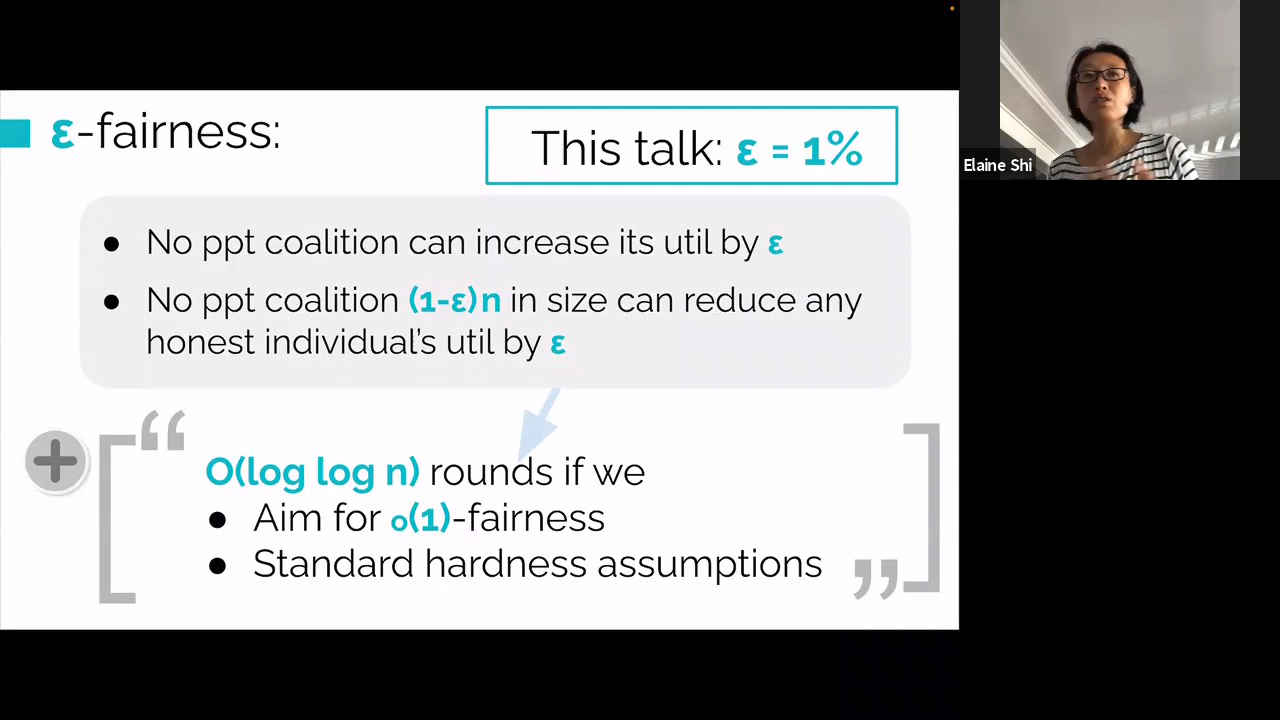 ε-fairness:
This talk: ε = 1%
Elaine Shi
● No ppt coalition can increase its util by ε
● No ppt coalition (1-ε)n in size can reduce any
honest individual's util by ε
“
O(log log n) rounds if we
● Aim for o(1)-fairness
● Standard hardness assumptions
”